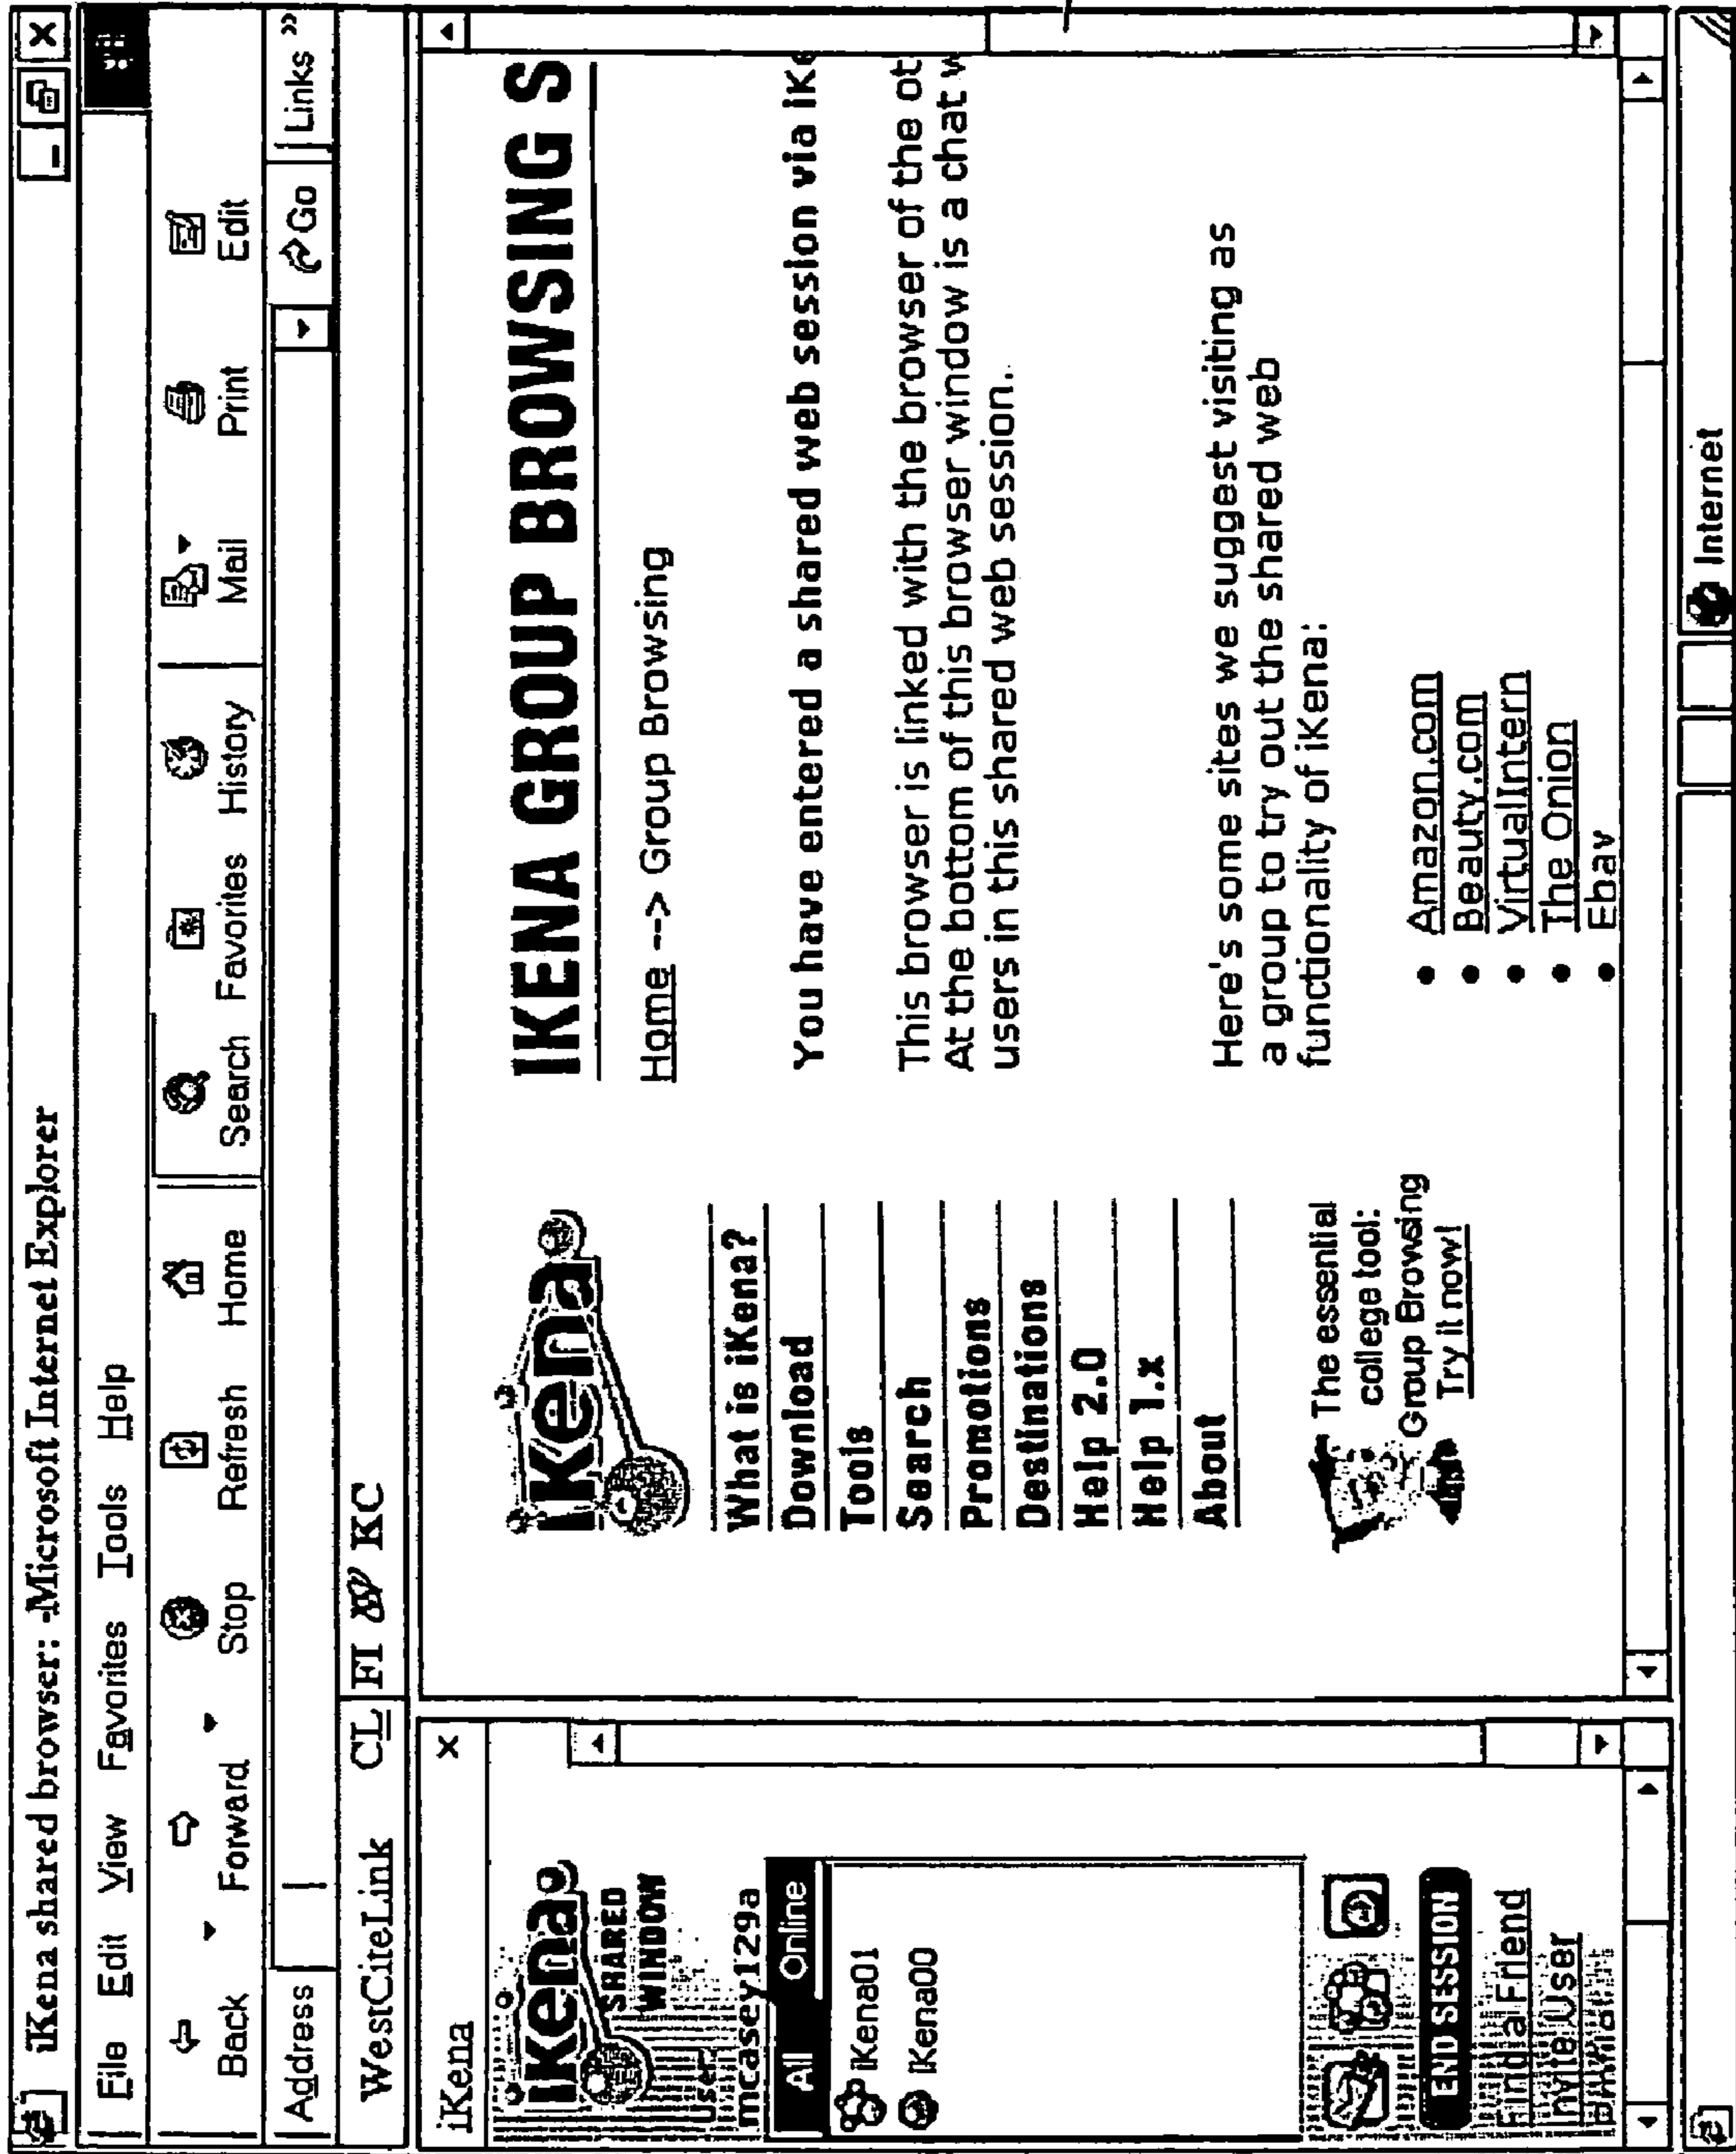 iKena shared browser: -Microsoft Internet Explorer
File Edit View Favorites Tools Help
Back Forward Stop Refresh Home Search Favorites History Mail Print Edit
Address Go Links »
WestCiteLink CL FI KC
iKena
iKena
SHARED
WINDOW
User:
mcasey129a
All Online
iKena01
iKena00
END SESSION
Find a Friend
Invite User
iKena
What is iKena?
Download
Tools
Search
Promotions
Destinations
Help 2.0
Help 1.x
About
The essential
college tool:
Group Browsing
Try it now!
IKENA GROUP BROWSING S
Home --> Group Browsing
You have entered a shared web session via iKe
This browser is linked with the browser of the ot
At the bottom of this browser window is a chat w
users in this shared web session.
Here's some sites we suggest visiting as
a group to try out the shared web
functionality of iKena:
• Amazon.com
• Beauty.com
• VirtualIntern
• The Onion
• Ebay
Internet